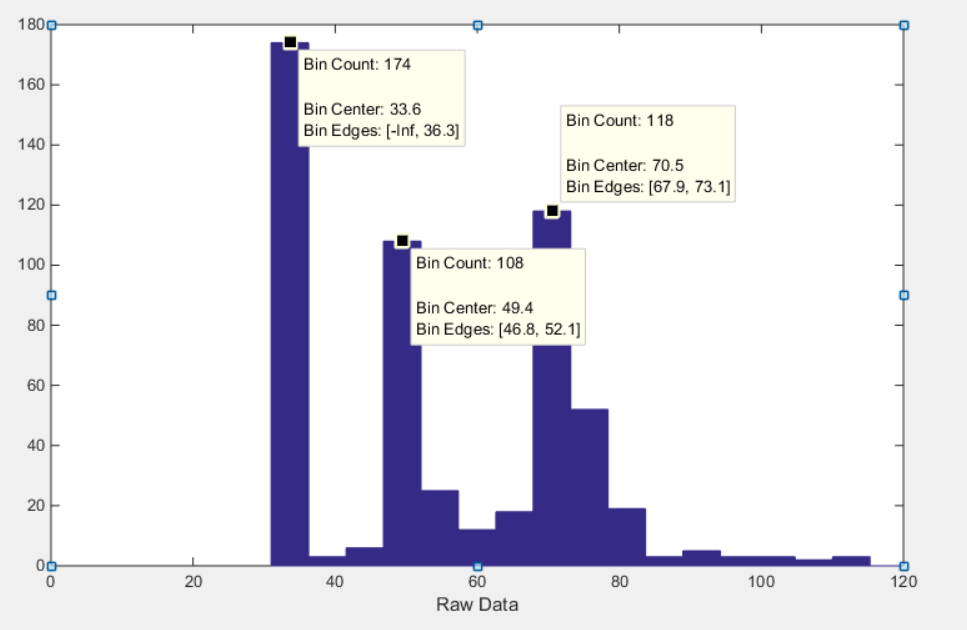 180
160
140
120
100
80
60
40
20
0
Bin Count: 174
Bin Center: 33.6
Bin Edges: [-Inf, 36.3]
Bin Count: 118
Bin Center: 70.5
Bin Edges: [67.9, 73.1]
Bin Count: 108
Bin Center: 49.4
Bin Edges: [46.8, 52.1]
0 20 40 60 80 100 120
Raw Data